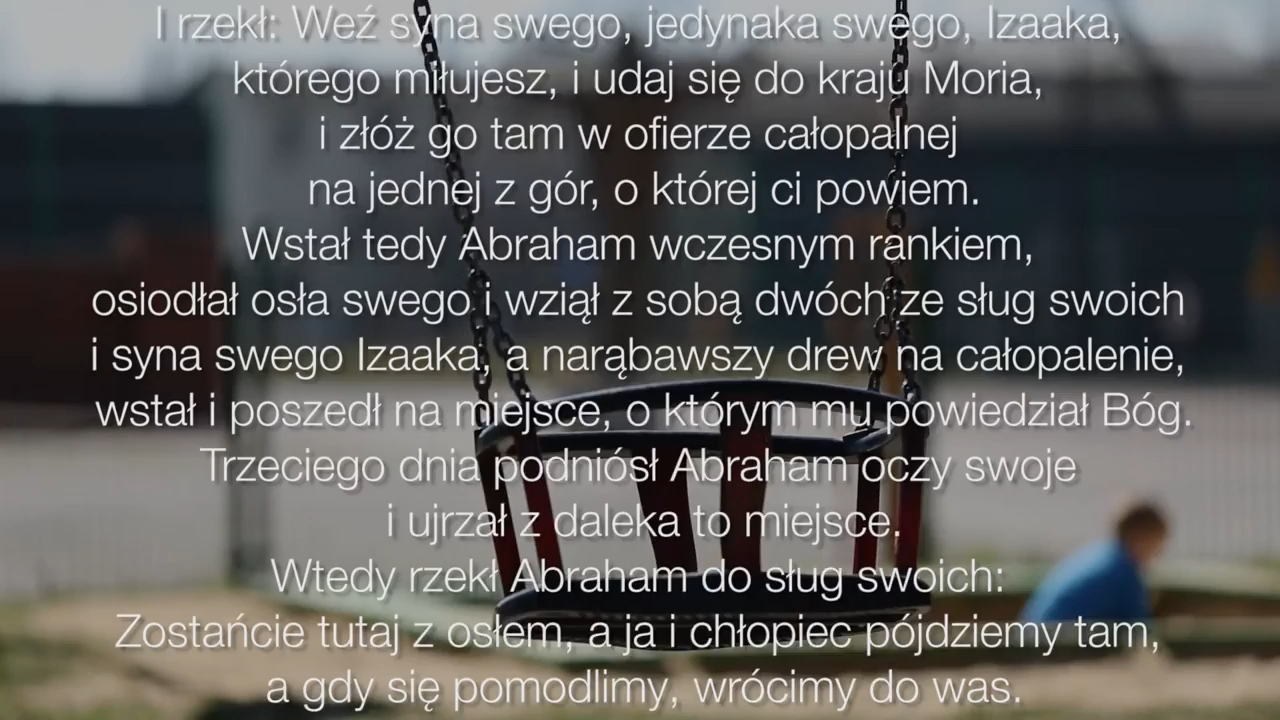 I rzekł: Weź syna swego, jedynaka swego, Izaaka,
którego miłujesz, i udaj się do kraju Moria,
i złóż go tam w ofierze całopalnej
na jednej z gór, o której ci powiem.
Wstał tedy Abraham wczesnym rankiem,
osiodłał osła swego i wziął z sobą dwóch ze sług swoich
i syna swego Izaaka, a narąbawszy drew na całopalenie,
wstał i poszedł na miejsce, o którym mu powiedział Bóg.
Trzeciego dnia podniósł Abraham oczy swoje
i ujrzał z daleka to miejsce.
Wtedy rzekł Abraham do sług swoich:
Zostańcie tutaj z osłem, a ja i chłopiec pójdziemy tam,
a gdy się pomodlimy, wrócimy do was.